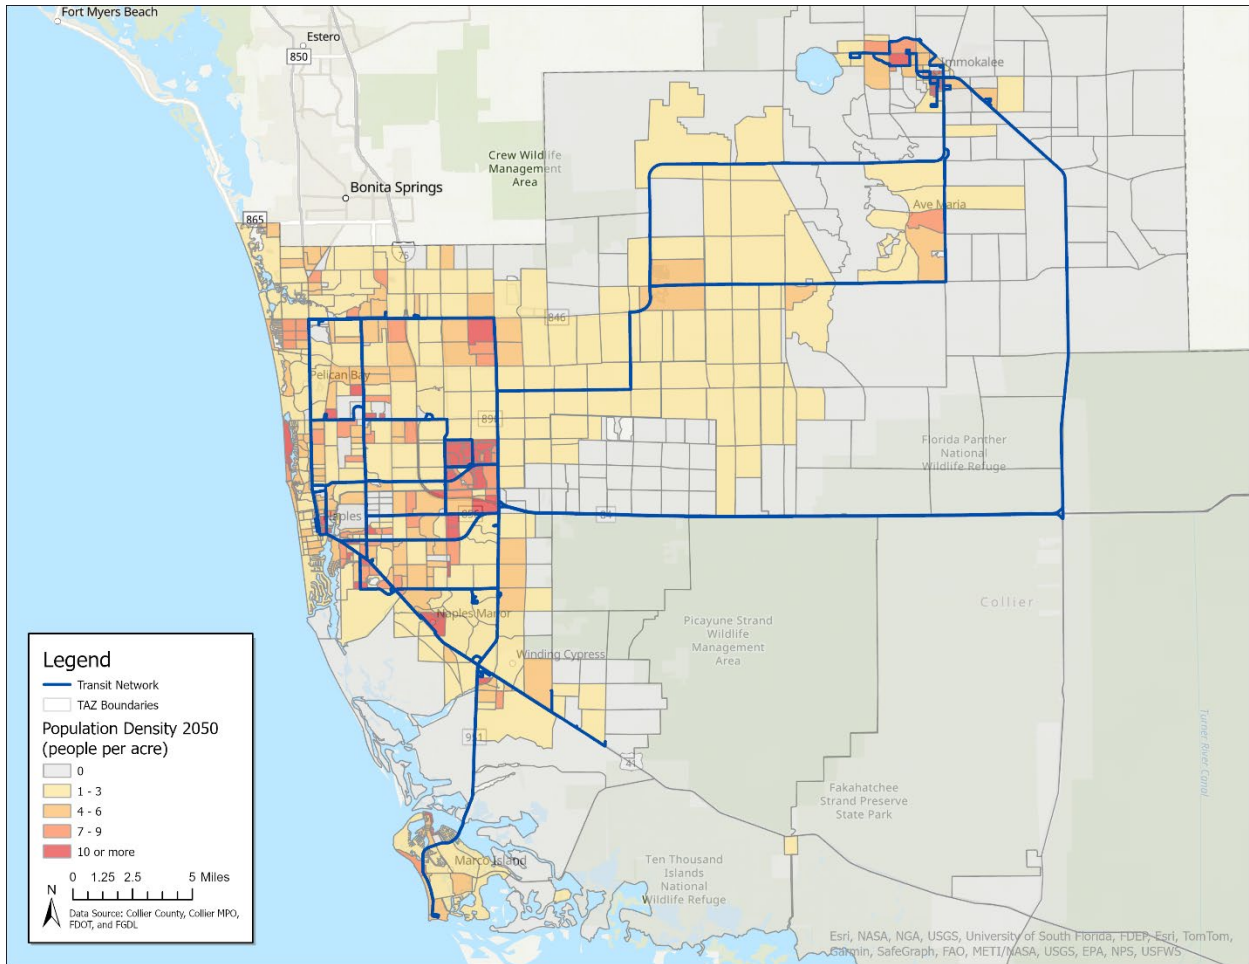 Fort Myers Beach
Estero
850
Immokalee
Crew Wildlife
Management
Area
Bonita Springs
865
Ave Maria
75
846
Pelican Bay
890
Florida Panther
National
Wildlife Refuge
Naples
856
84
Collier
Naples Manor
Picayune Strand
Wildlife
Management
Area
Winding Cypress
951
41
Turner River Canal
Fakahatchee
Strand Preserve
State Park
Marco Island
Ten Thousand
Islands
National
Wildlife Refuge
Legend
Transit Network
TAZ Boundaries
Population Density 2050
(people per acre)
0
1 - 3
4 - 6
7 - 9
10 or more
0 1.25 2.5 5 Miles
N
Data Source: Collier County, Collier MPO,
FDOT, and FGDL
Esri, NASA, NGA, USGS, University of South Florida, FDEP, Esri, TomTom,
Garmin, SafeGraph, FAO, METI/NASA, USGS, EPA, NPS, USFWS